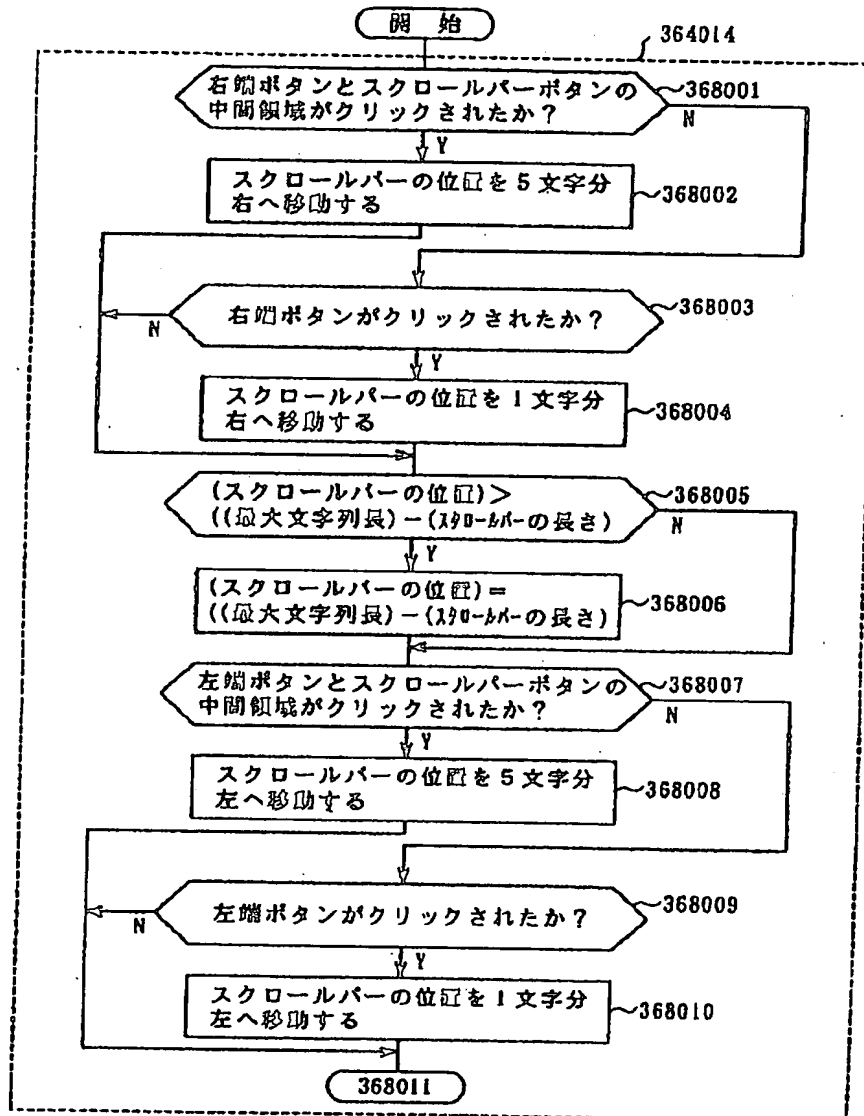 開始
364014
右端ボタンとスクロールバーボタンの
中間領域がクリックされたか?
368001
N
Y
スクロールバーの位置を5文字分
右へ移動する
368002
右端ボタンがクリックされたか?
368003
N
Y
スクロールバーの位置を1文字分
右へ移動する
368004
(スクロールバーの位置)>
((最大文字列長)-(スクロールバーの長さ)
368005
N
Y
(スクロールバーの位置)=
((最大文字列長)-(スクロールバーの長さ)
368006
左端ボタンとスクロールバーボタンの
中間領域がクリックされたか?
368007
N
Y
スクロールバーの位置を5文字分
左へ移動する
368008
左端ボタンがクリックされたか?
368009
N
Y
スクロールバーの位置を1文字分
左へ移動する
368010
368011